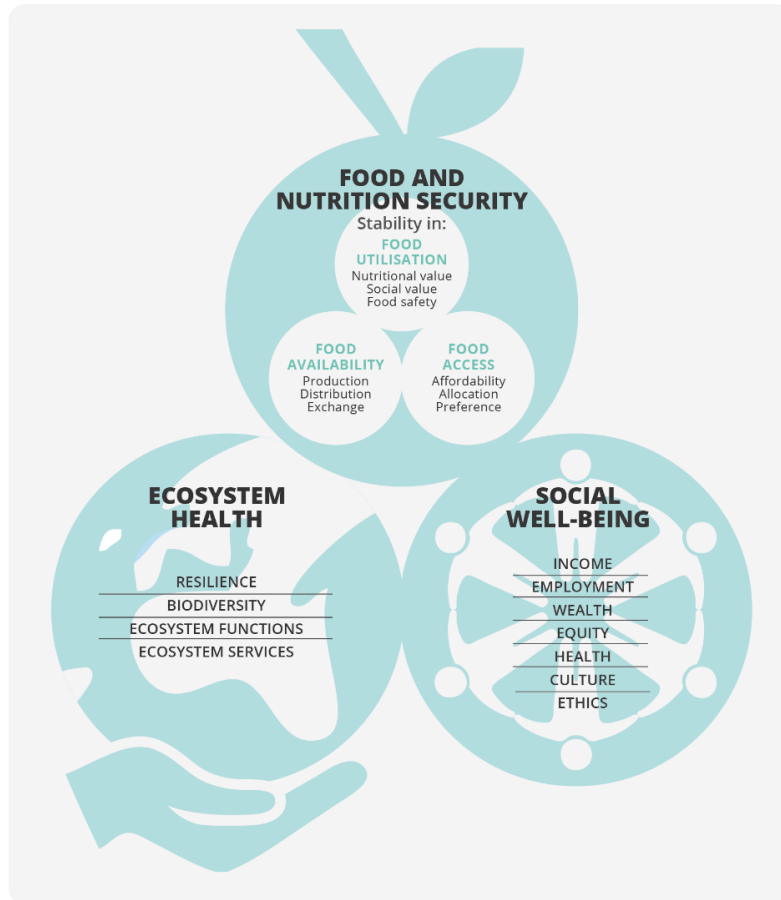 FOOD AND
NUTRITION SECURITY
Stability in:
FOOD
UTILISATION
Nutritional value
Social value
Food safety
FOOD
AVAILABILITY
Production
Distribution
Exchange
FOOD
ACCESS
Affordability
Allocation
Preference
ECOSYSTEM
HEALTH
RESILIENCE
BIODIVERSITY
ECOSYSTEM FUNCTIONS
ECOSYSTEM SERVICES
SOCIAL
WELL-BEING
INCOME
EMPLOYMENT
WEALTH
EQUITY
HEALTH
CULTURE
ETHICS